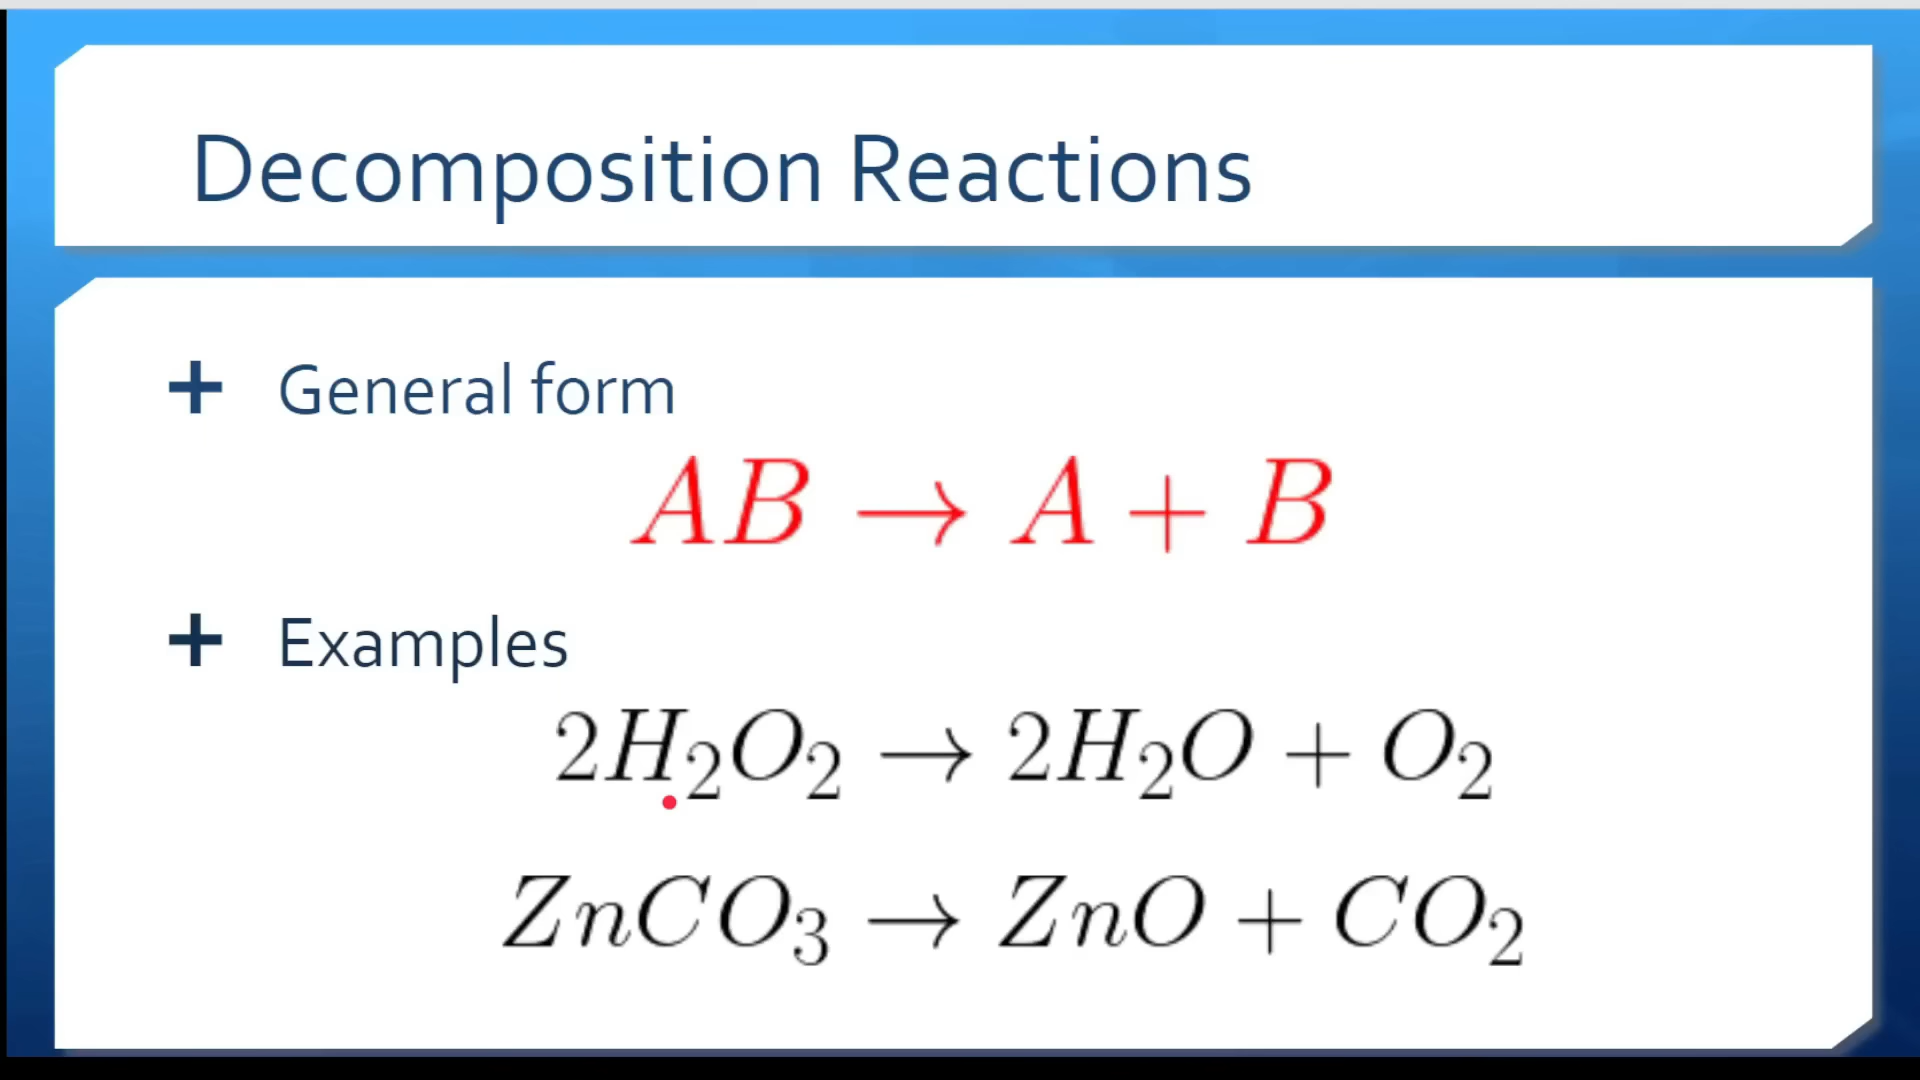 Decomposition Reactions
+ General form
AB → A + B
+ Examples
2H₂O₂ → 2H₂O + O₂
ZnCO₃ → ZnO + CO₂